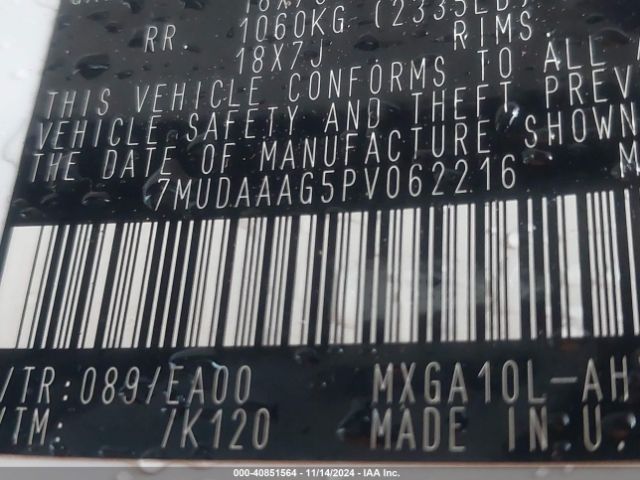 RR 1060KG (2335LB)
18X7J RIMS
THIS VEHICLE CONFORMS TO ALL
VEHICLE SAFETY AND THEFT PREV
THE DATE OF MANUFACTURE SHOWN
7MUDAAAG5PV062216
/TR:089/EA00 MXGA10L-AH
/TM: /K120 MADE IN U.
000-40851564 - 11/14/2024 - IAA Inc.